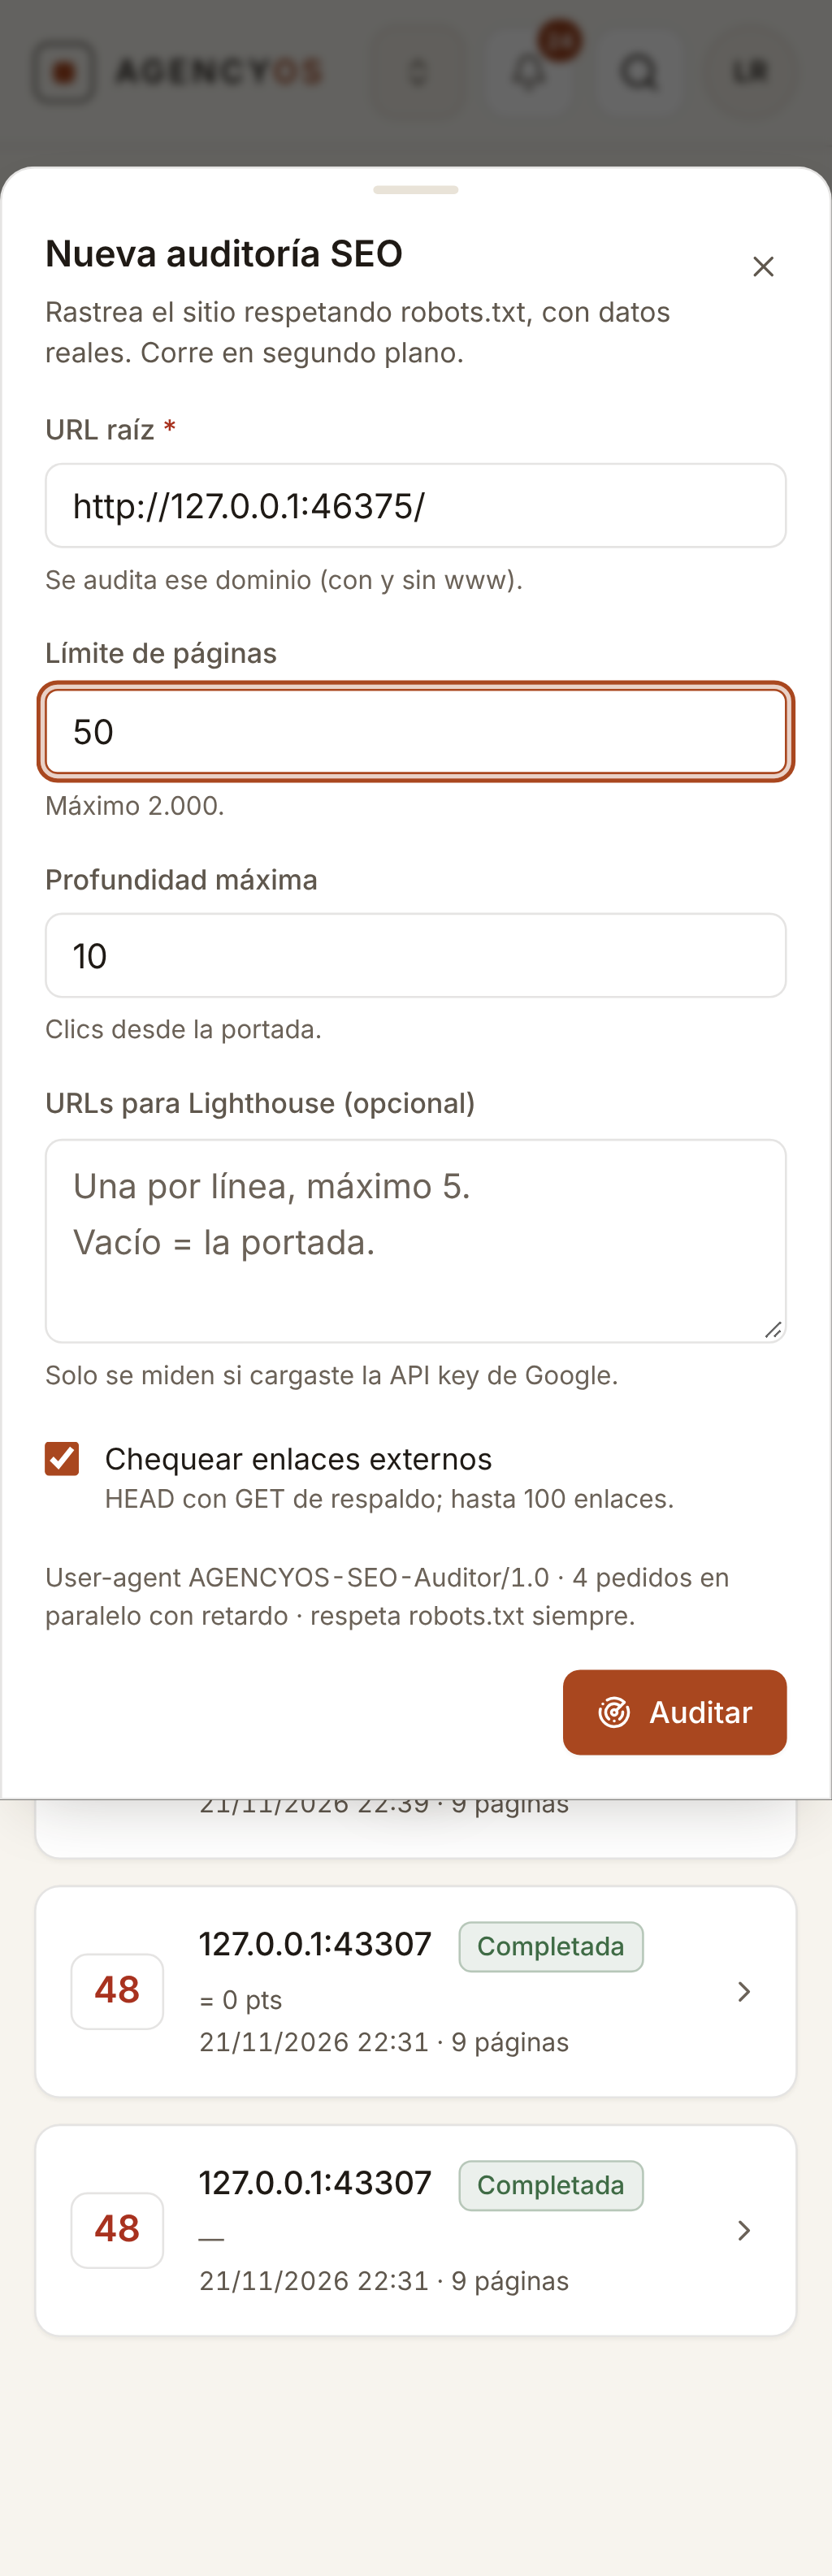 AGENCYOS
LR
Nueva auditoría SEO
Rastrea el sitio respetando robots.txt, con datos
reales. Corre en segundo plano.
URL raíz *
http://127.0.0.1:46375/
Se audita ese dominio (con y sin www).
Límite de páginas
50
Máximo 2.000.
Profundidad máxima
10
Clics desde la portada.
URLs para Lighthouse (opcional)
Una por línea, máximo 5.
Vacío = la portada.
Solo se miden si cargaste la API key de Google.
Chequear enlaces externos
HEAD con GET de respaldo; hasta 100 enlaces.
User-agent AGENCYOS-SEO-Auditor/1.0 · 4 pedidos en
paralelo con retardo · respeta robots.txt siempre.
Auditar
21/11/2026 22:39 · 9 páginas
127.0.0.1:43307 Completada
48
= 0 pts
21/11/2026 22:31 · 9 páginas
127.0.0.1:43307 Completada
48
—
21/11/2026 22:31 · 9 páginas